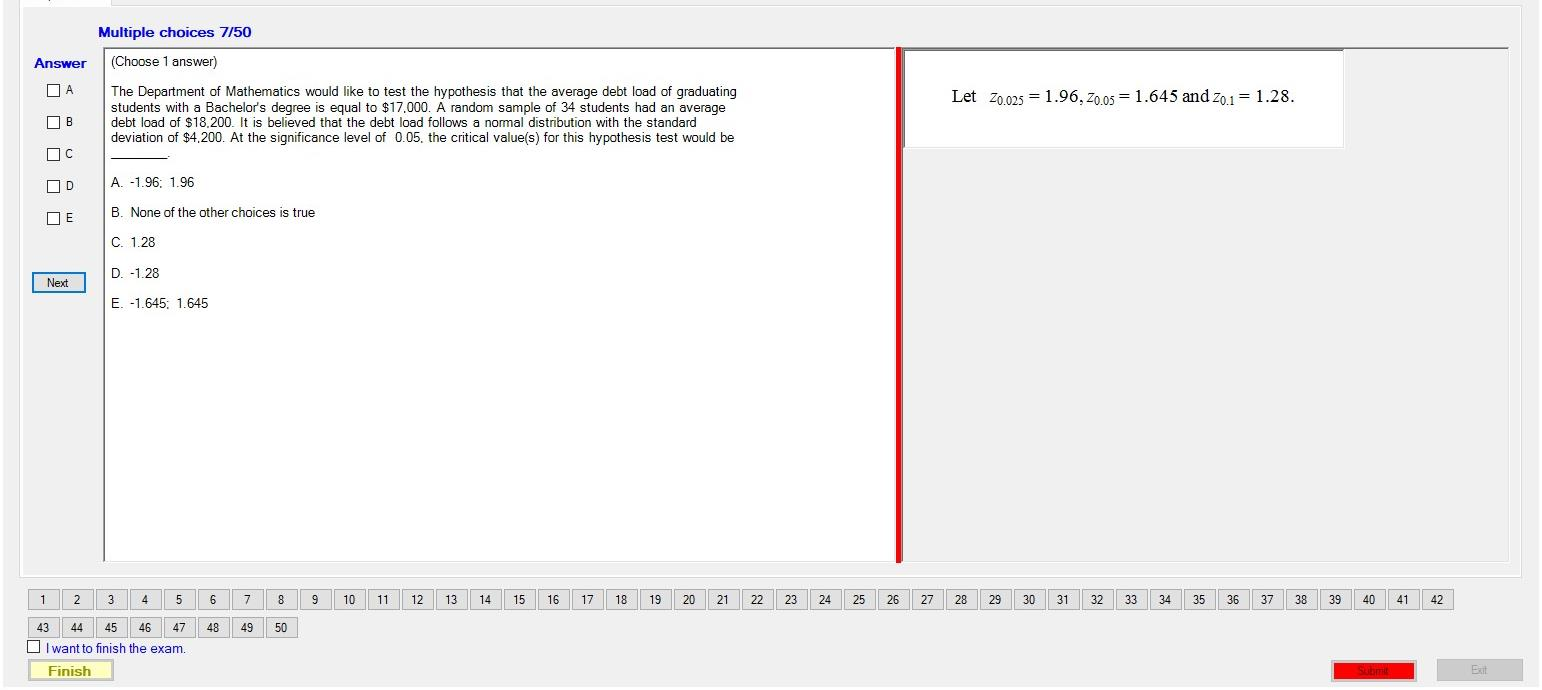 Multiple choices 7/50
Answer
(Choose 1 answer)
A
B
C
D
E
Next
The Department of Mathematics would like to test the hypothesis that the average debt load of graduating
students with a Bachelor's degree is equal to $17,000. A random sample of 34 students had an average
debt load of $18,200. It is believed that the debt load follows a normal distribution with the standard
deviation of $4,200. At the significance level of 0.05, the critical value(s) for this hypothesis test would be
________.
A. -1.96; 1.96
B. None of the other choices is true
C. 1.28
D. -1.28
E. -1.645; 1.645
Let z0.025 = 1.96, z0.05 = 1.645 and z0.1 = 1.28.
1 2 3 4 5 6 7 8 9 10 11 12 13 14 15 16 17 18 19 20 21 22 23 24 25 26 27 28 29 30 31 32 33 34 35 36 37 38 39 40 41 42
43 44 45 46 47 48 49 50
I want to finish the exam.
Finish
Submit
Exit